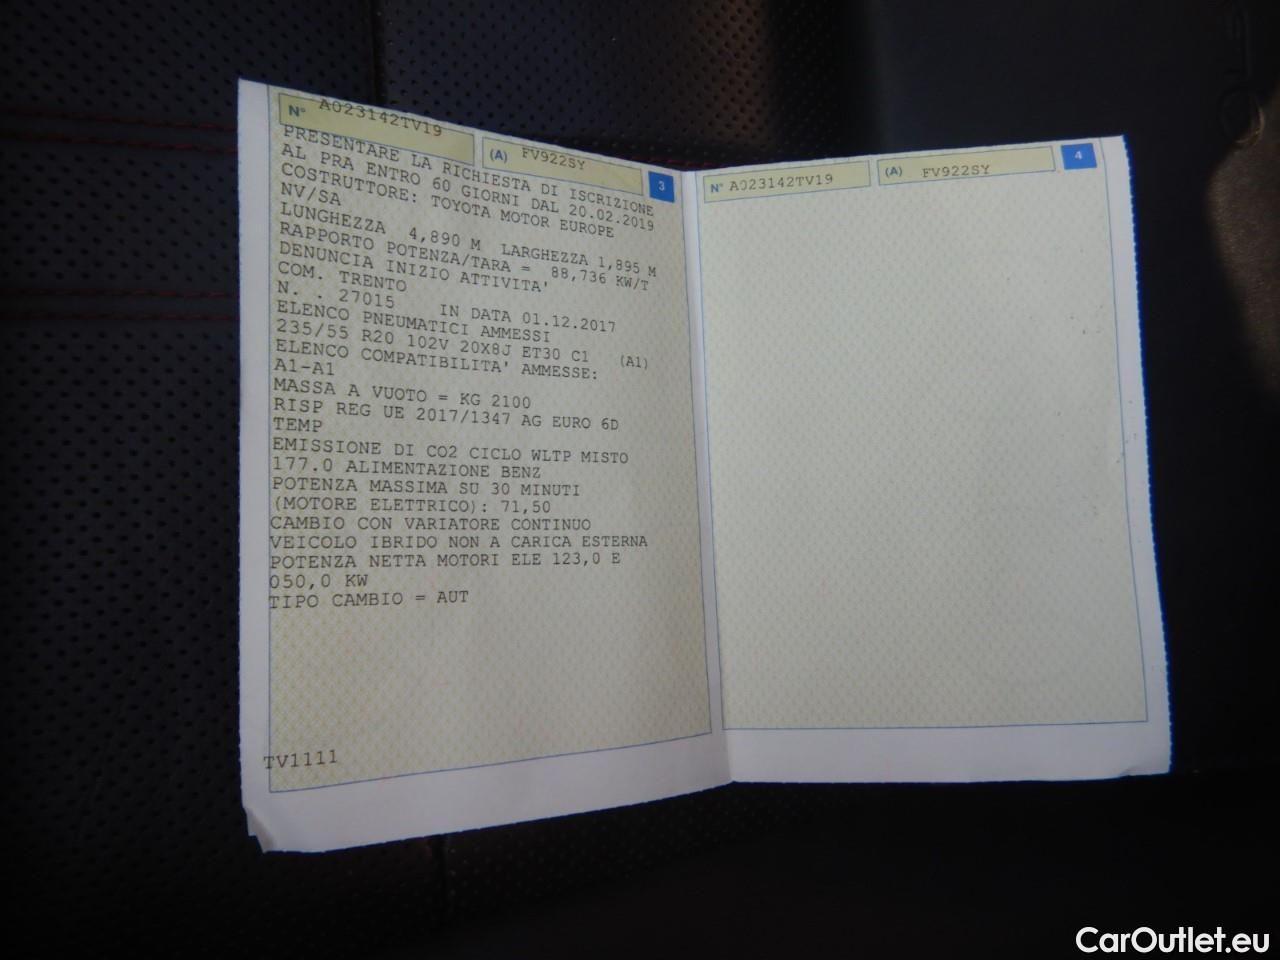 N° A023142TV19
(A) FV922SY
3
PRESENTARE LA RICHIESTA DI ISCRIZIONE
AL PRA ENTRO 60 GIORNI DAL 20.02.2019
COSTRUTTORE: TOYOTA MOTOR EUROPE
NV/SA
LUNGHEZZA 4,890 M LARGHEZZA 1,895 M
RAPPORTO POTENZA/TARA = 88,736 KW/T
DENUNCIA INIZIO ATTIVITA'
COM. TRENTO
N. . 27015 IN DATA 01.12.2017
ELENCO PNEUMATICI AMMESSI
235/55 R20 102V 20X8J ET30 C1 (A1)
ELENCO COMPATIBILITA' AMMESSE:
A1-A1
MASSA A VUOTO = KG 2100
RISP REG UE 2017/1347 AG EURO 6D
TEMP
EMISSIONE DI CO2 CICLO WLTP MISTO
177.0 ALIMENTAZIONE BENZ
POTENZA MASSIMA SU 30 MINUTI
(MOTORE ELETTRICO): 71,50
CAMBIO CON VARIATORE CONTINUO
VEICOLO IBRIDO NON A CARICA ESTERNA
POTENZA NETTA MOTORI ELE 123,0 E
050,0 KW
TIPO CAMBIO = AUT
TV1111
N° A023142TV19
(A) FV922SY
4
CarOutlet.eu